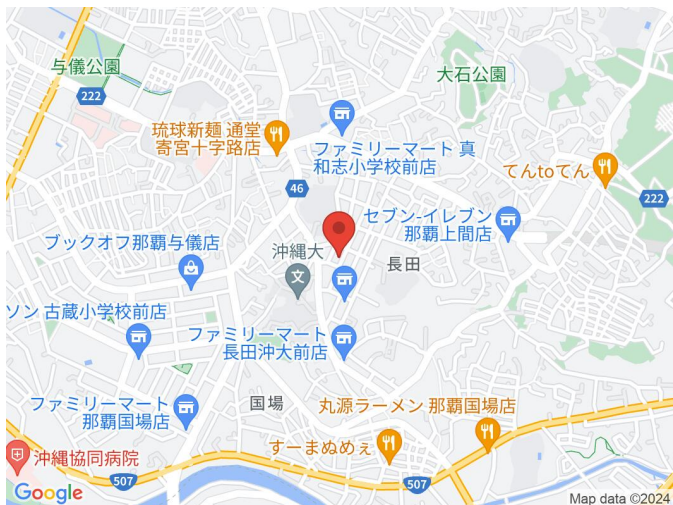 与儀公園
222
大石公園
琉球新麺 通堂
寄宮十字路店
ファミリーマート 真
和志小学校前店
てんtoてん
46
222
セブン-イレブン
那覇上間店
ブックオフ那覇与儀店
沖縄大
長田
文
ソン 古蔵小学校前店
ファミリーマート
長田沖大前店
ファミリーマート
那覇国場店
国場
丸源ラーメン 那覇国場店
すーまぬめぇ
沖縄協同病院
507
507
Google
Map data ©2024